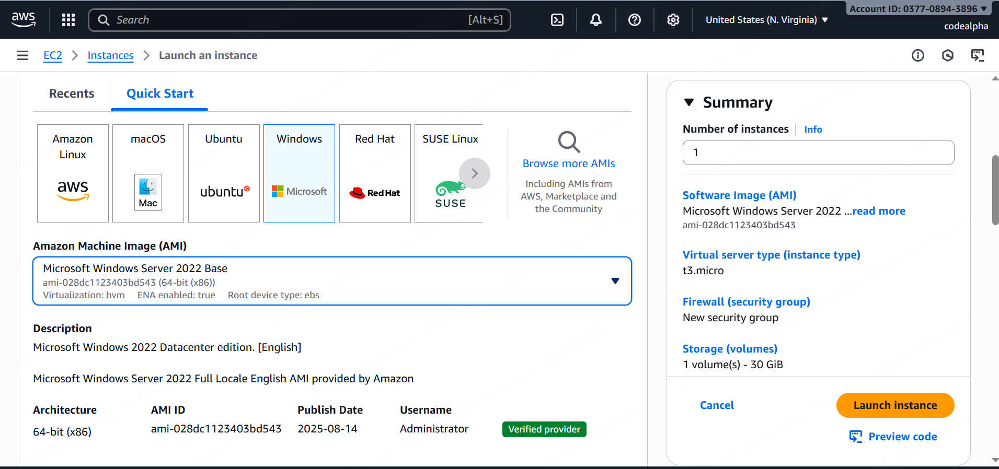 aws
Search
[Alt+S]
United States (N. Virginia)
Account ID: 0377-0894-3896
codealpha
EC2
Instances
Launch an instance
Recents
Quick Start
Amazon
Linux
aws
macOS
Mac
Ubuntu
ubuntu
Windows
Microsoft
Red Hat
Red Hat
SUSE Linux
SUSE
Browse more AMIs
Including AMIs from
AWS, Marketplace and
the Community
Amazon Machine Image (AMI)
Microsoft Windows Server 2022 Base
ami-028dc1123403bd543 (64-bit (x86))
Virtualization: hvm ENA enabled: true Root device type: ebs
Description
Microsoft Windows 2022 Datacenter edition. [English]
Microsoft Windows Server 2022 Full Locale English AMI provided by Amazon
Architecture AMI ID Publish Date Username
64-bit (x86) ami-028dc1123403bd543 2025-08-14 Administrator Verified provider
Summary
Number of instances Info
1
Software Image (AMI)
Microsoft Windows Server 2022 ...read more
ami-028dc1123403bd543
Virtual server type (instance type)
t3.micro
Firewall (security group)
New security group
Storage (volumes)
1 volume(s) - 30 GiB
Cancel
Launch instance
Preview code